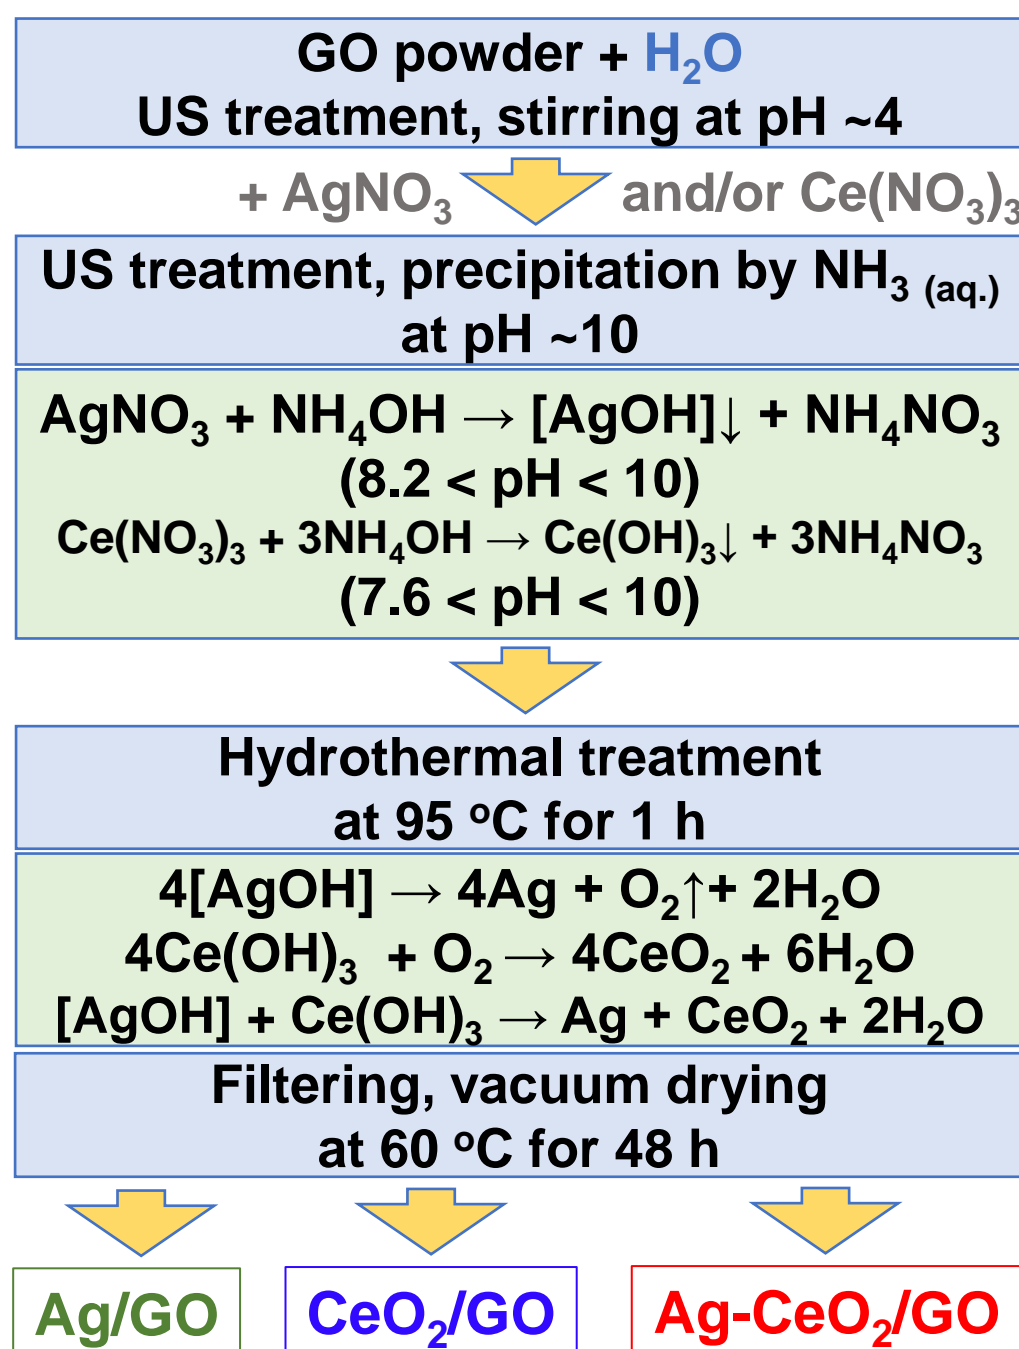 GO powder + H₂O
US treatment, stirring at pH ~4
+ AgNO₃ and/or Ce(NO₃)₃
US treatment, precipitation by NH₃ (aq.)
at pH ~10
AgNO₃ + NH₄OH → [AgOH]↓ + NH₄NO₃
(8.2 < pH < 10)
Ce(NO₃)₃ + 3NH₄OH → Ce(OH)₃↓ + 3NH₄NO₃
(7.6 < pH < 10)
Hydrothermal treatment
at 95 ºC for 1 h
4[AgOH] → 4Ag + O₂↑+ 2H₂O
4Ce(OH)₃ + O₂ → 4CeO₂ + 6H₂O
[AgOH] + Ce(OH)₃ → Ag + CeO₂ + 2H₂O
Filtering, vacuum drying
at 60 ºC for 48 h
Ag/GO CeO₂/GO Ag-CeO₂/GO